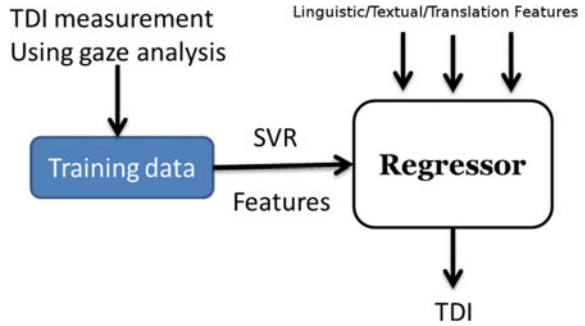 TDI measurement
Using gaze analysis
Linguistic/Textual/Translation Features
Training data
SVR
Features
Regressor
TDI